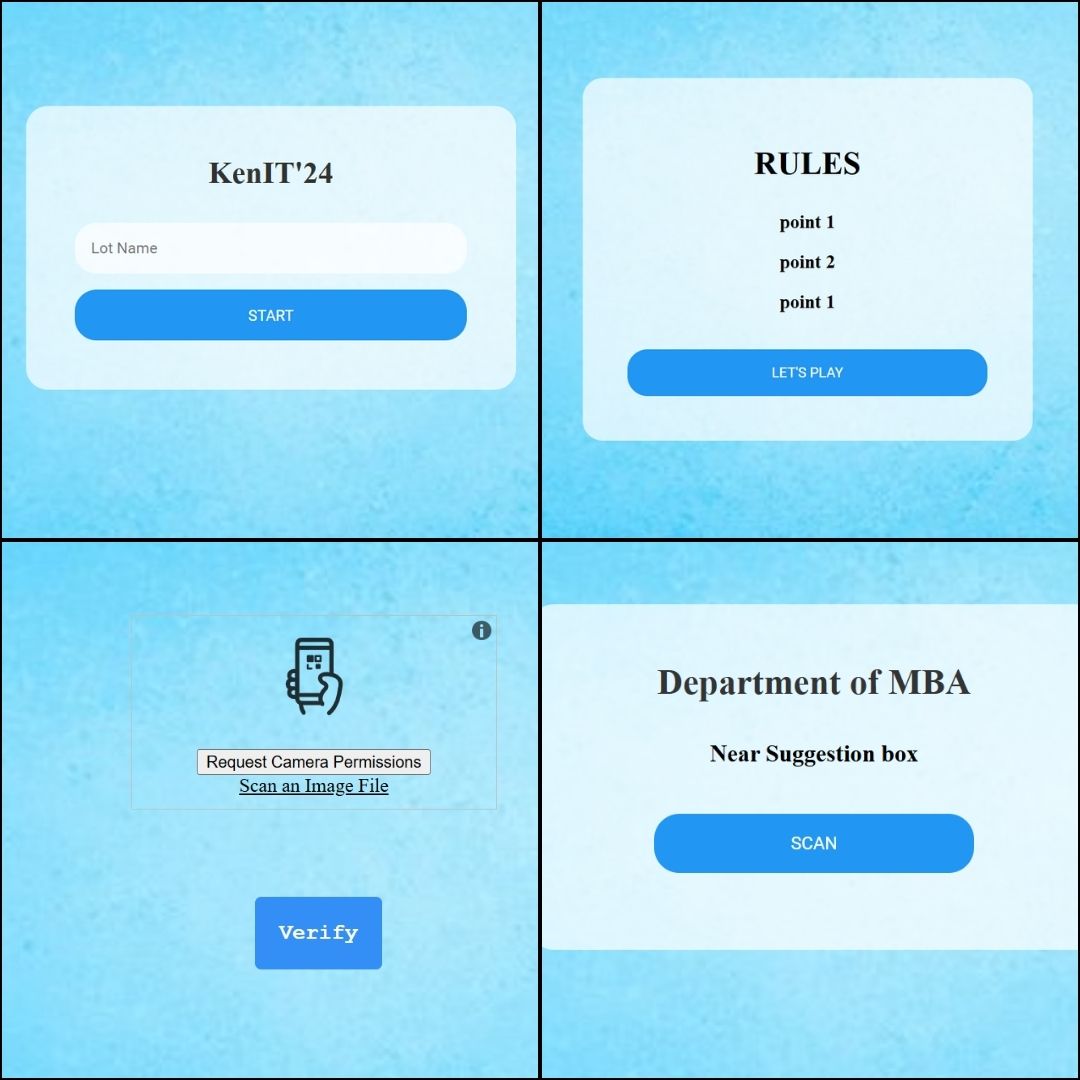 KenIT'24
Lot Name
START
RULES
point 1
point 2
point 1
LET'S PLAY
Request Camera Permissions
Scan an Image File
Verify
Department of MBA
Near Suggestion box
SCAN